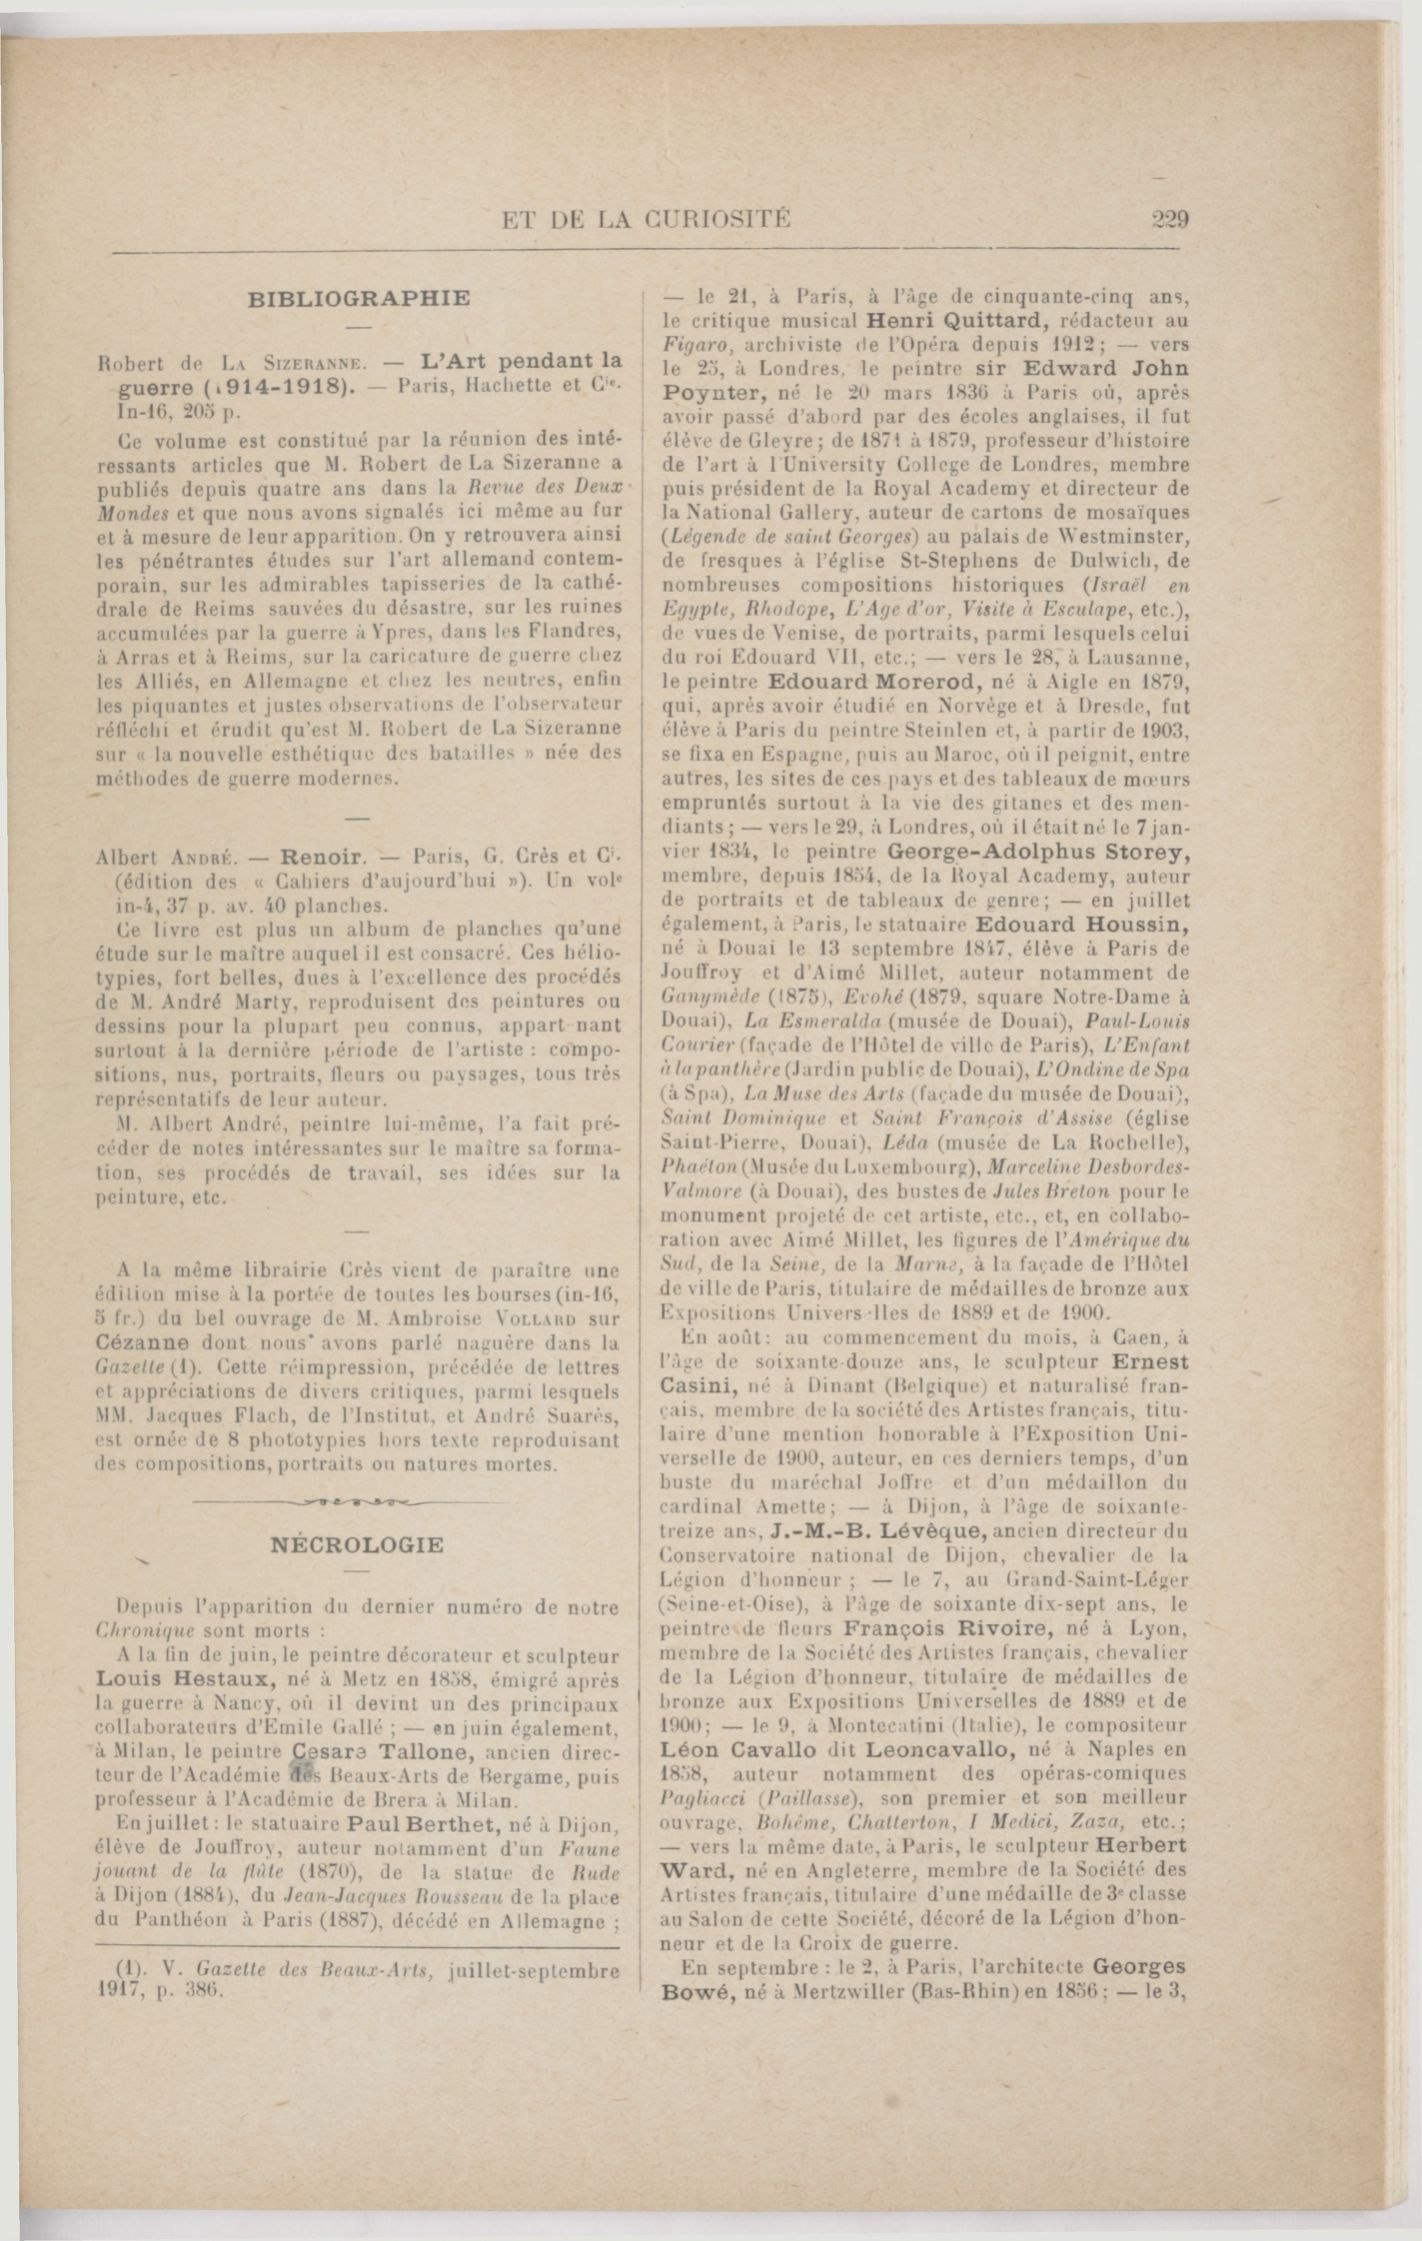 ET DE LA CURIOSITÉ
229
BIBLIOGRAPHIE
Robert de LA SIZERANNE. — L'Art pendant la
guerre (1914-1918). — Paris, Hachette et Cie.
In-16, 205 p.
Ce volume est constitué par la réunion des inté-
ressants articles que M. Robert de La Sizeranne a
publiés depuis quatre ans dans la Revue des Deux
Mondes et que nous avons signalés ici même au fur
et à mesure de leur apparition. On y retrouvera ainsi
les pénétrantes études sur l'art allemand contem-
porain, sur les admirables tapisseries de la cathé-
drale de Reims sauvées du désastre, sur les ruines
accumulées par la guerre à Ypres, dans les Flandres,
à Arras et à Reims, sur la caricature de guerre chez
les Alliés, en Allemagne et chez les neutres, enfin
les piquantes et justes observations de l'observateur
réfléchi et érudit qu'est M. Robert de La Sizeranne
sur « la nouvelle esthétique des batailles » née des
méthodes de guerre modernes.
Albert ANDRÉ. — Renoir. — Paris, G. Crès et Ci.
(édition des « Cahiers d'aujourd'hui »). Un vole
in-4, 37 p. av. 40 planches.
Ce livre est plus un album de planches qu'une
étude sur le maître auquel il est consacré. Ces hélio-
typies, fort belles, dues à l'excellence des procédés
de M. André Marty, reproduisent des peintures ou
dessins pour la plupart peu connus, appart nant
surtout à la dernière période de l'artiste : compo-
sitions, nus, portraits, fleurs ou paysages, tous très
représentatifs de leur auteur.
M. Albert André, peintre lui-même, l'a fait pré-
céder de notes intéressantes sur le maître sa forma-
tion, ses procédés de travail, ses idées sur la
peinture, etc.
A la même librairie Crès vient de paraître une
édition mise à la portée de toutes les bourses (in-16,
5 fr.) du bel ouvrage de M. Ambroise VOLLARD sur
Cézanne dont nous avons parlé naguère dans la
Gazette (1). Cette réimpression, précédée de lettres
et appréciations de divers critiques, parmi lesquels
MM. Jacques Flach, de l'Institut, et André Suarès,
est ornée de 8 phototypies hors texte reproduisant
des compositions, portraits ou natures mortes.
NÉCROLOGIE
Depuis l'apparition du dernier numéro de notre
Chronique sont morts :
A la fin de juin, le peintre décorateur et sculpteur
Louis Hestaux, né à Metz en 1858, émigré après
la guerre à Nancy, où il devint un des principaux
collaborateurs d'Emile Gallé ; — en juin également,
à Milan, le peintre Cesare Tallone, ancien direc-
teur de l'Académie des Beaux-Arts de Bergame, puis
professeur à l'Académie de Brera à Milan.
En juillet : le statuaire Paul Berthet, né à Dijon,
élève de Jouffroy, auteur notamment d'un Faune
jouant de la flûte (1870), de la statue de Rude
à Dijon (1884), du Jean-Jacques Rousseau de la place
du Panthéon à Paris (1887), décédé en Allemagne ;
(1). V. Gazette des Beaux-Arts, juillet-septembre
1917, p. 386.
— le 21, à Paris, à l'âge de cinquante-cinq ans,
le critique musical Henri Quittard, rédacteur au
Figaro, archiviste de l'Opéra depuis 1912 ; — vers
le 25, à Londres, le peintre sir Edward John
Poynter, né le 20 mars 1836 à Paris où, après
avoir passé d'abord par des écoles anglaises, il fut
élève de Gleyre ; de 1871 à 1879, professeur d'histoire
de l'art à l'University College de Londres, membre
puis président de la Royal Academy et directeur de
la National Gallery, auteur de cartons de mosaïques
(Légende de saint Georges) au palais de Westminster,
de fresques à l'église St-Stephens de Dulwich, de
nombreuses compositions historiques (Israël en
Egypte, Rhodope, L'Age d'or, Visite à Esculape, etc.),
de vues de Venise, de portraits, parmi lesquels celui
du roi Edouard VII, etc.; — vers le 28, à Lausanne,
le peintre Edouard Morerod, né à Aigle en 1879,
qui, après avoir étudié en Norvège et à Dresde, fut
élève à Paris du peintre Steinlen et, à partir de 1903,
se fixa en Espagne, puis au Maroc, où il peignit, entre
autres, les sites de ces pays et des tableaux de mœurs
empruntés surtout à la vie des gitanes et des men-
diants ; — vers le 29, à Londres, où il était né le 7 jan-
vier 1834, le peintre George-Adolphus Storey,
membre, depuis 1854, de la Royal Academy, auteur
de portraits et de tableaux de genre; — en juillet
également, à Paris, le statuaire Edouard Houssin,
né à Douai le 13 septembre 1847, élève à Paris de
Jouffroy et d'Aimé Millet, auteur notamment de
Ganymède (1875), Evohé (1879, square Notre-Dame à
Douai), La Esmeralda (musée de Douai), Paul-Louis
Courier (façade de l'Hôtel de ville de Paris), L'Enfant
à la panthère (Jardin public de Douai), L'Ondine de Spa
(à Spa), La Muse des Arts (façade du musée de Douai),
Saint Dominique et Saint François d'Assise (église
Saint-Pierre, Douai), Léda (musée de La Rochelle),
Phaéton (Musée du Luxembourg), Marceline Desbordes-
Valmore (à Douai), des bustes de Jules Breton pour le
monument projeté de cet artiste, etc., et, en collabo-
ration avec Aimé Millet, les figures de l'Amérique du
Sud, de la Seine, de la Marne, à la façade de l'Hôtel
de ville de Paris, titulaire de médailles de bronze aux
Expositions Univers lles de 1889 et de 1900.
En août : au commencement du mois, à Caen, à
l'âge de soixante-douze ans, le sculpteur Ernest
Casini, né à Dinant (Belgique) et naturalisé fran-
çais, membre de la société des Artistes français, titu-
laire d'une mention honorable à l'Exposition Uni-
verselle de 1900, auteur, en ces derniers temps, d'un
buste du maréchal Joffre et d'un médaillon du
cardinal Amette; — à Dijon, à l'âge de soixante-
treize ans, J.-M.-B. Lévêque, ancien directeur du
Conservatoire national de Dijon, chevalier de la
Légion d'honneur ; — le 7, au Grand-Saint-Léger
(Seine-et-Oise), à l'âge de soixante-dix-sept ans, le
peintre de fleurs François Rivoire, né à Lyon,
membre de la Société des Artistes français, chevalier
de la Légion d'honneur, titulaire de médailles de
bronze aux Expositions Universelles de 1889 et de
1900; — le 9, à Montecatini (Italie), le compositeur
Léon Cavallo dit Leoncavallo, né à Naples en
1858, auteur notamment des opéras-comiques
Pagliacci (Paillasse), son premier et son meilleur
ouvrage, Bohême, Chatterton, I Medici, Zaza, etc.;
— vers la même date, à Paris, le sculpteur Herbert
Ward, né en Angleterre, membre de la Société des
Artistes français, titulaire d'une médaille de 3e classe
au Salon de cette Société, décoré de la Légion d'hon-
neur et de la Croix de guerre.
En septembre : le 2, à Paris, l'architecte Georges
Bowé, né à Mertzwiller (Bas-Rhin) en 1856 ; — le 3,